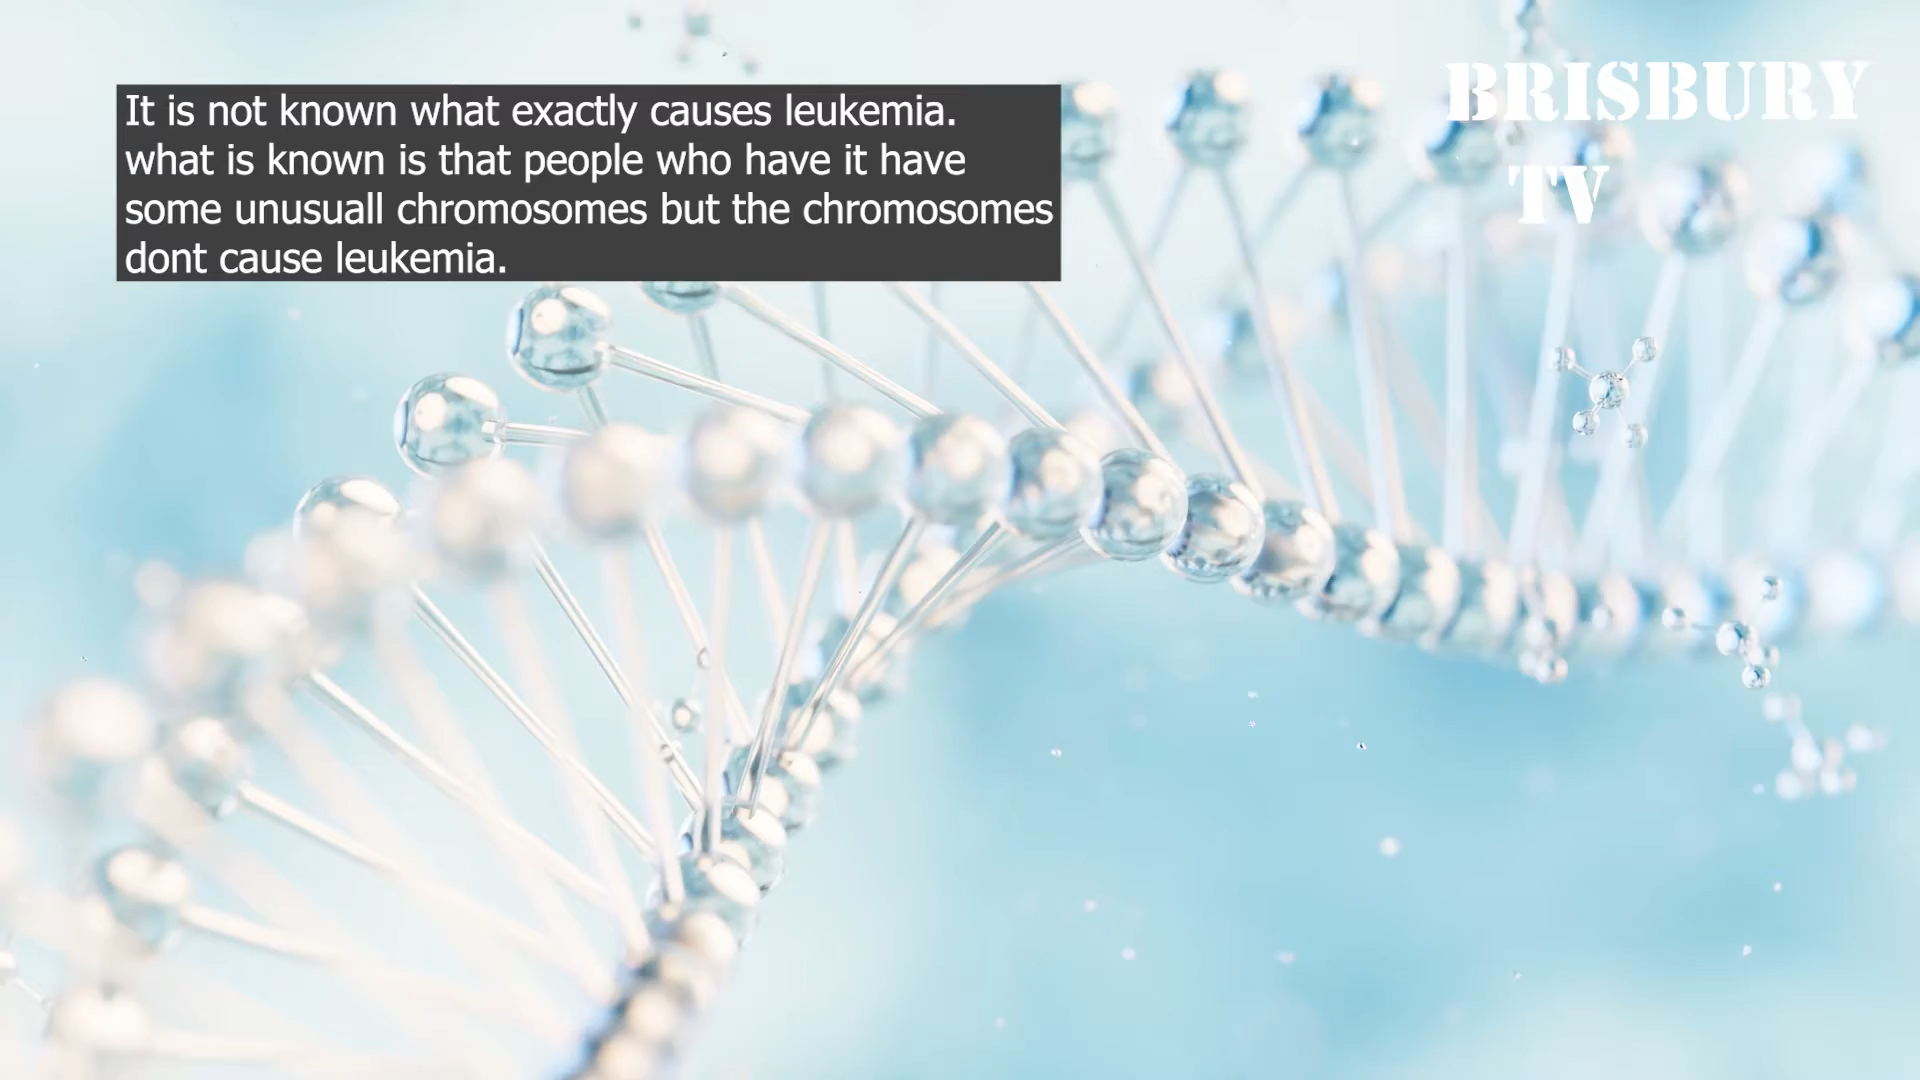 It is not known what exactly causes leukemia.
what is known is that people who have it have
some unusuall chromosomes but the chromosomes
dont cause leukemia.
BRISBURY
TV